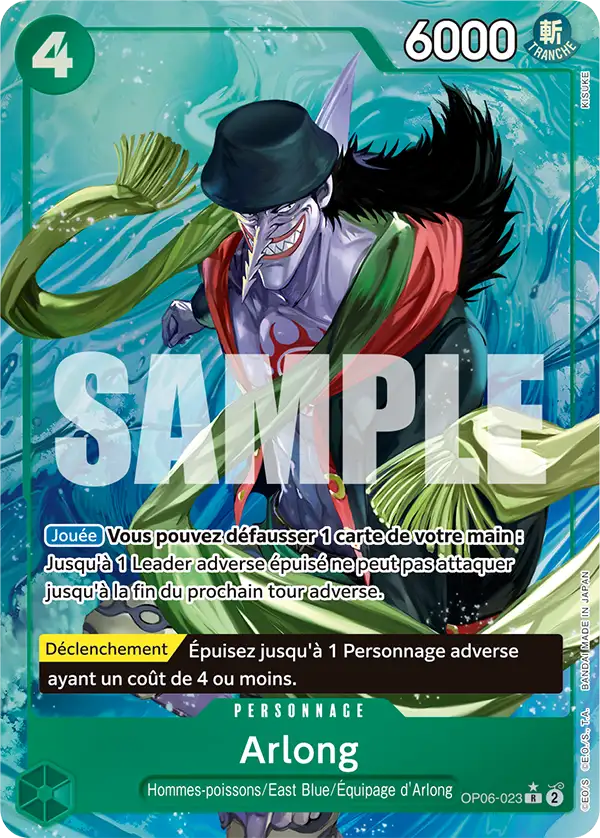 4
6000
斬
TRANCHE
KISUKE
SAMPLE
Jouée Vous pouvez défausser 1 carte de votre main :
Jusqu'à 1 Leader adverse épuisé ne peut pas attaquer
jusqu'à la fin du prochain tour adverse.
Déclenchement Épuisez jusqu'à 1 Personnage adverse
ayant un coût de 4 ou moins.
©E.O/S ©E.O./S., T.A. BANDAI MADE IN JAPAN
PERSONNAGE
Arlong
Hommes-poissons/East Blue/Équipage d'Arlong
OP06-023 ★ R 2